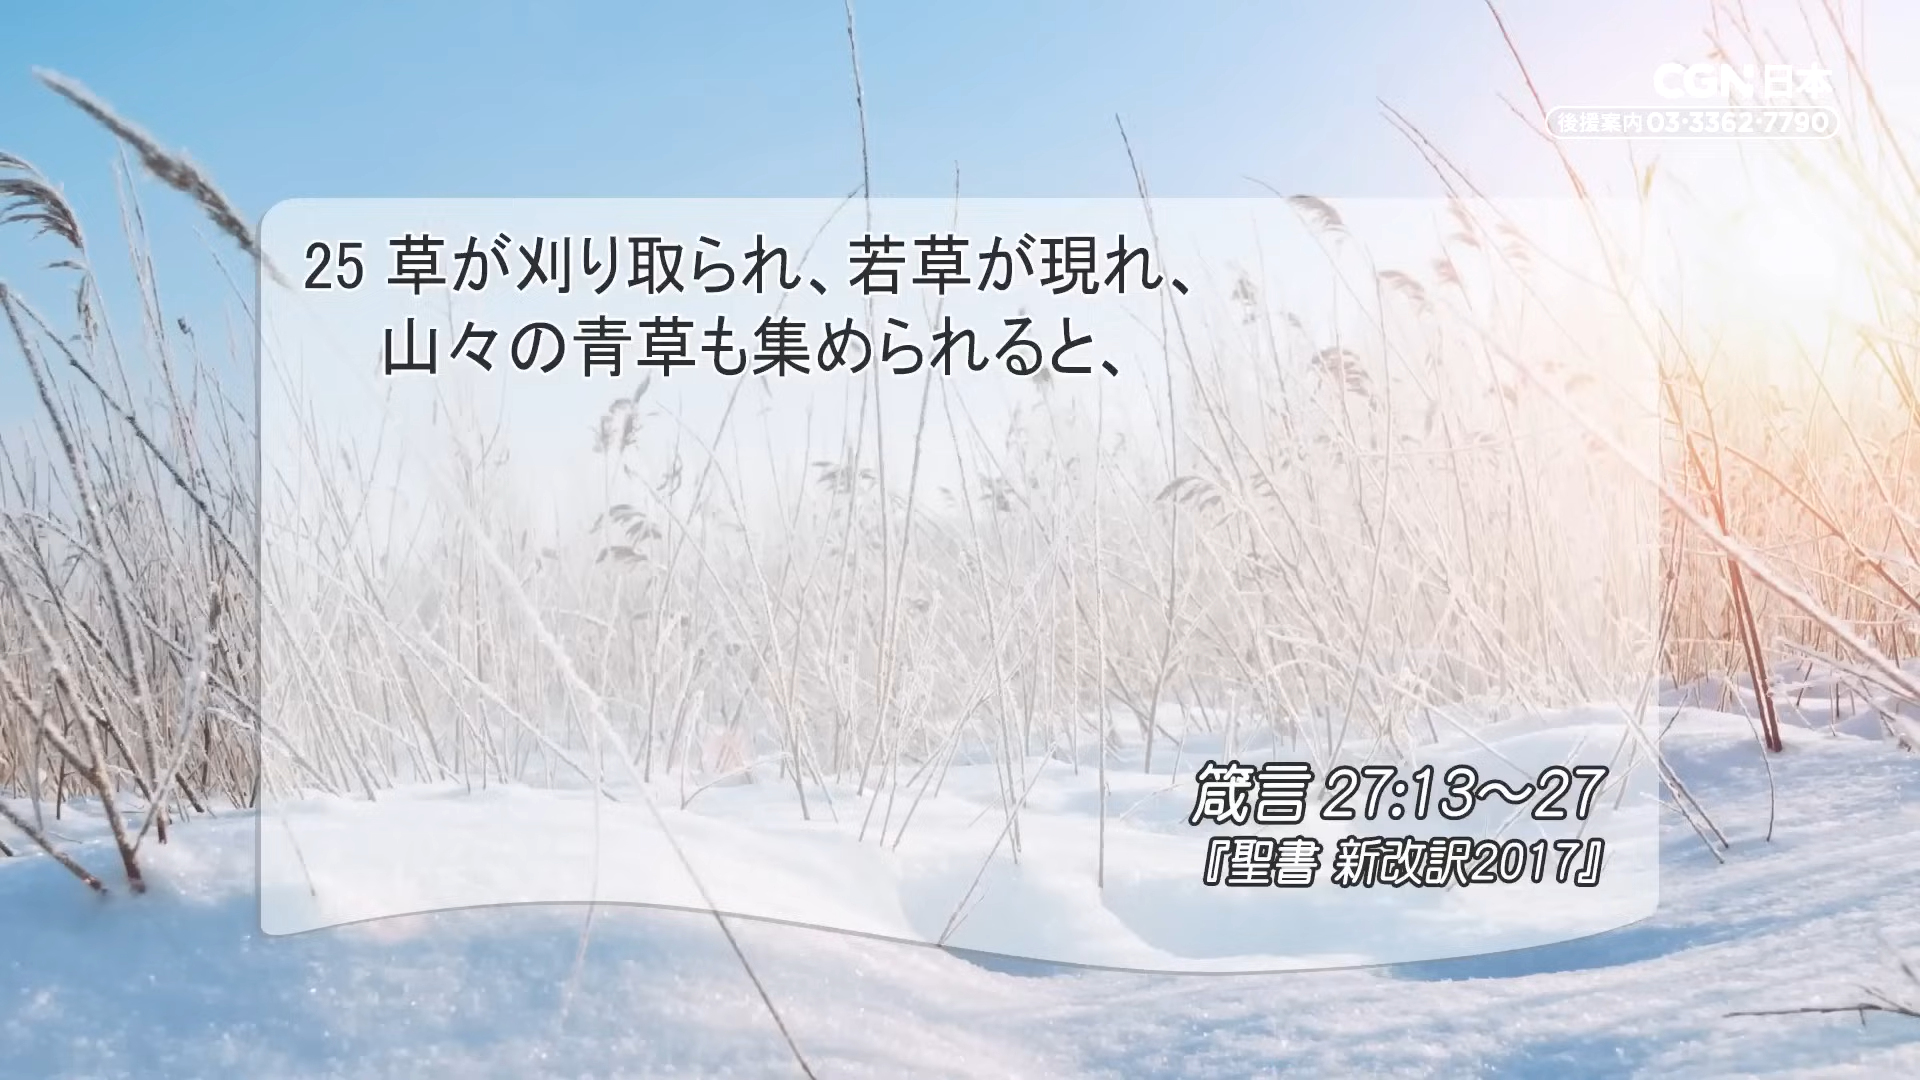 CGN日本
後援案内 03·3362·7790
25 草が刈り取られ、若草が現れ、
山々の青草も集められると、
箴言 27:13～27
『聖書 新改訳2017』